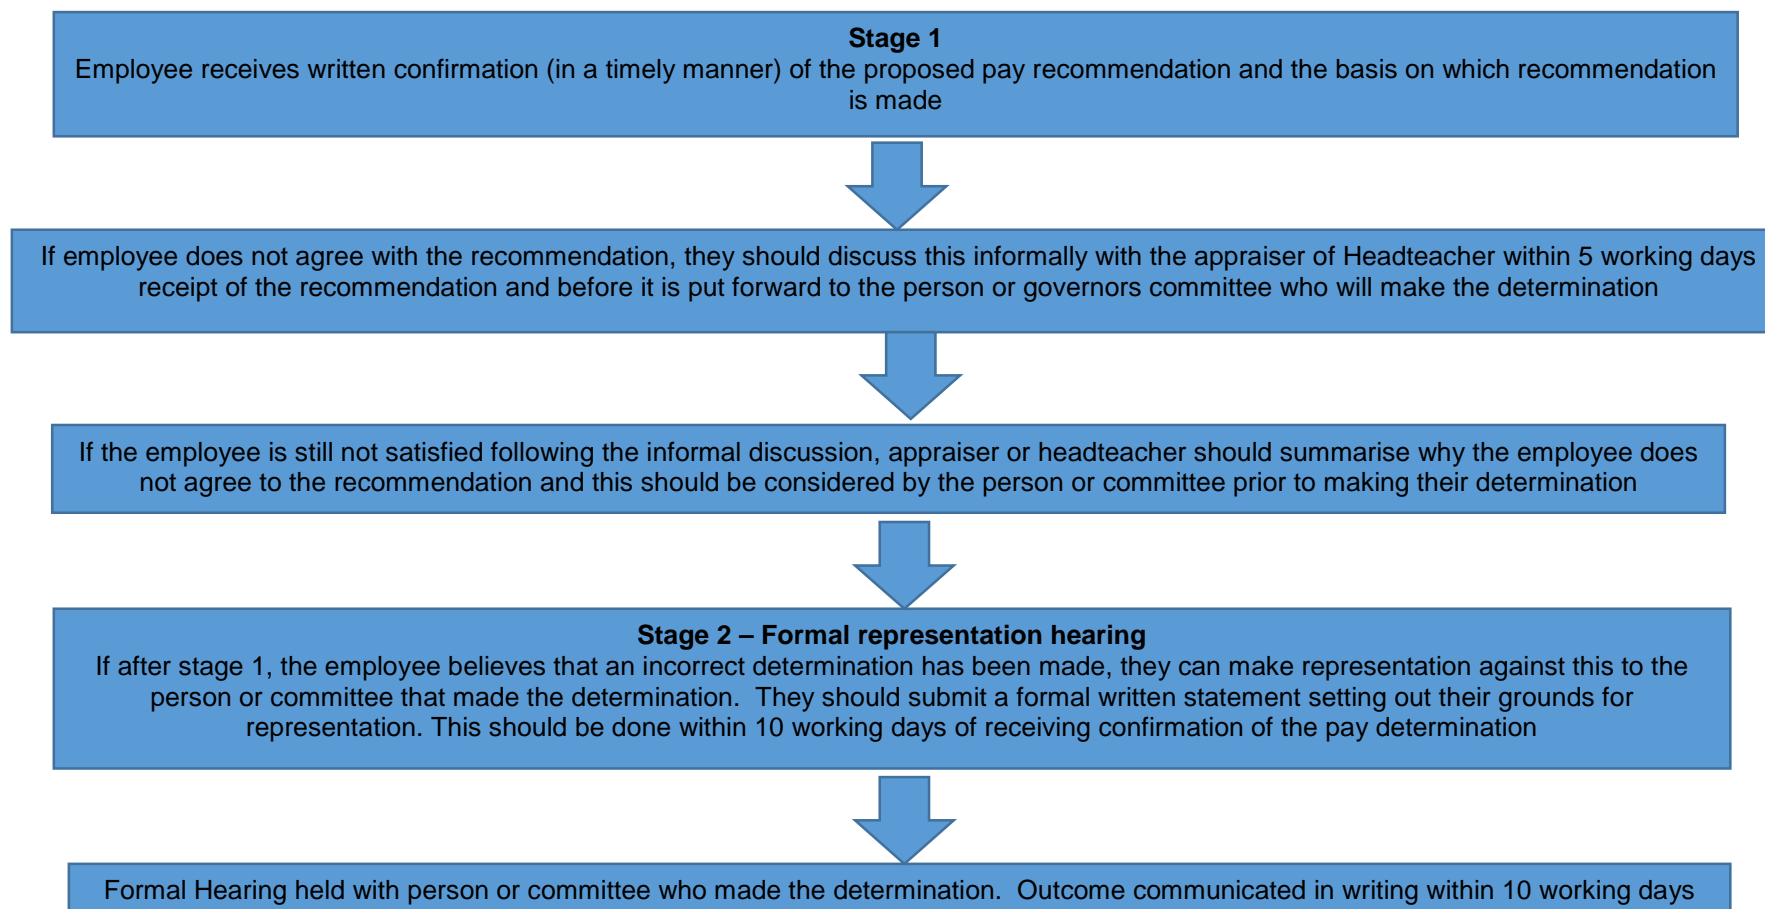 Stage 1
Employee receives written confirmation (in a timely manner) of the proposed pay recommendation and the basis on which recommendation
is made
If employee does not agree with the recommendation, they should discuss this informally with the appraiser of Headteacher within 5 working days
receipt of the recommendation and before it is put forward to the person or governors committee who will make the determination
If the employee is still not satisfied following the informal discussion, appraiser or headteacher should summarise why the employee does
not agree to the recommendation and this should be considered by the person or committee prior to making their determination
Stage 2 – Formal representation hearing
If after stage 1, the employee believes that an incorrect determination has been made, they can make representation against this to the
person or committee that made the determination.  They should submit a formal written statement setting out their grounds for
representation. This should be done within 10 working days of receiving confirmation of the pay determination
Formal Hearing held with person or committee who made the determination.  Outcome communicated in writing within 10 working days